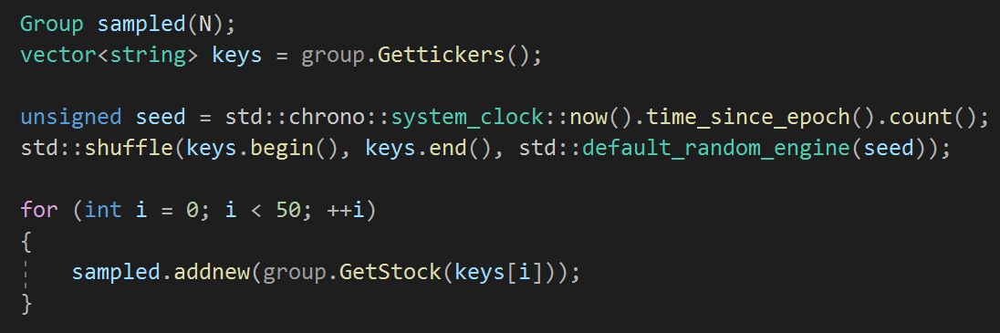 Group sampled(N);
vector<string> keys = group.Gettickers();
unsigned seed = std::chrono::system_clock::now().time_since_epoch().count();
std::shuffle(keys.begin(), keys.end(), std::default_random_engine(seed));
for (int i = 0; i < 50; ++i)
{
sampled.addnew(group.GetStock(keys[i]));
}